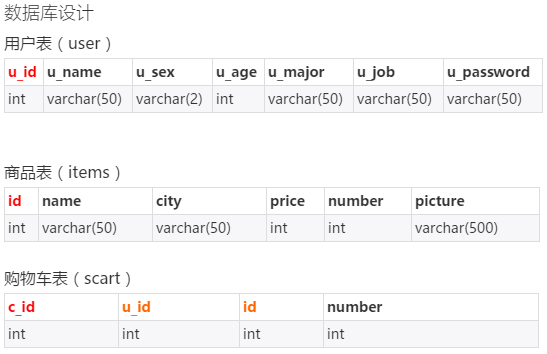 数据库设计
用户表（user）
u_id u_name u_sex u_age u_major u_job u_password
int varchar(50) varchar(2) int varchar(50) varchar(50) varchar(50)
商品表（items）
id name city price number picture
int varchar(50) varchar(50) int int varchar(500)
购物车表（scart）
c_id u_id id number
int int int int